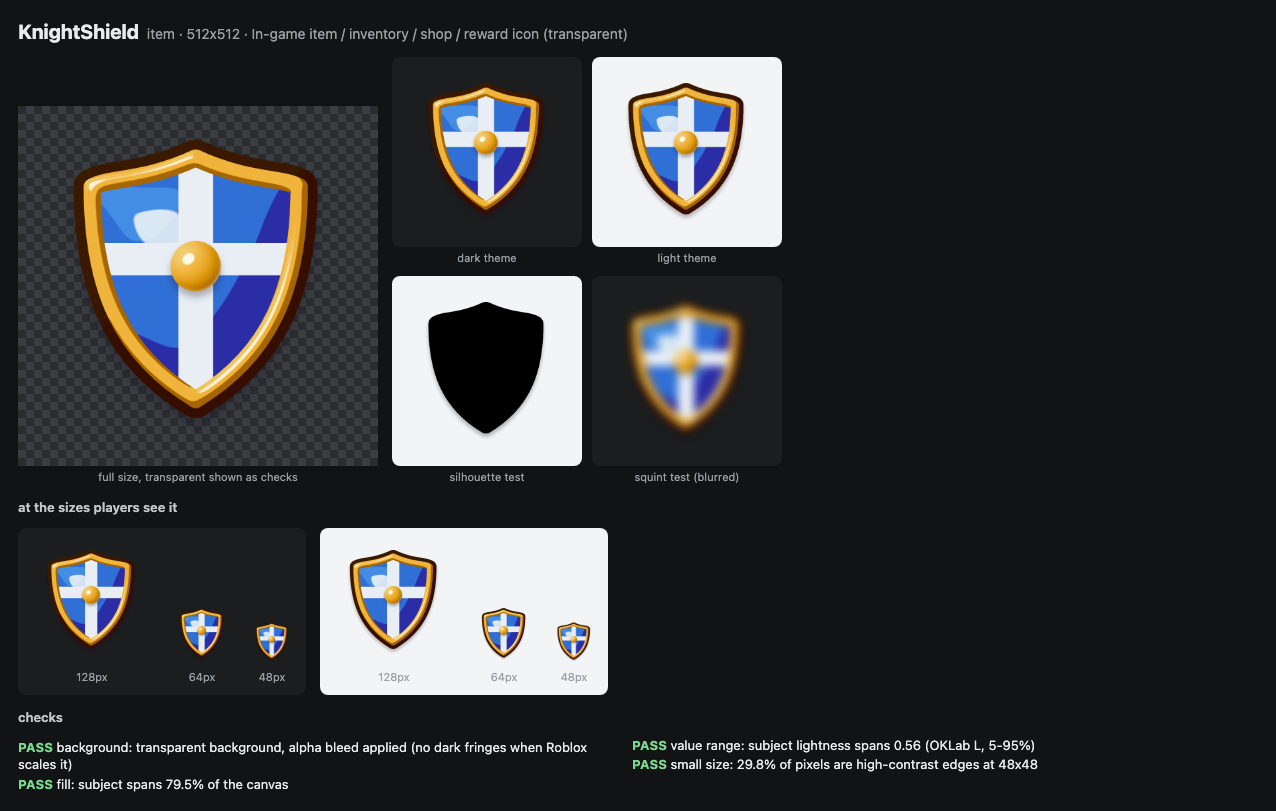 KnightShield item · 512x512 · In-game item / inventory / shop / reward icon (transparent)
dark theme
light theme
full size, transparent shown as checks
silhouette test
squint test (blurred)
at the sizes players see it
128px
64px
48px
128px
64px
48px
checks
PASS background: transparent background, alpha bleed applied (no dark fringes when Roblox
scales it)
PASS fill: subject spans 79.5% of the canvas
PASS value range: subject lightness spans 0.56 (OKLab L, 5-95%)
PASS small size: 29.8% of pixels are high-contrast edges at 48x48